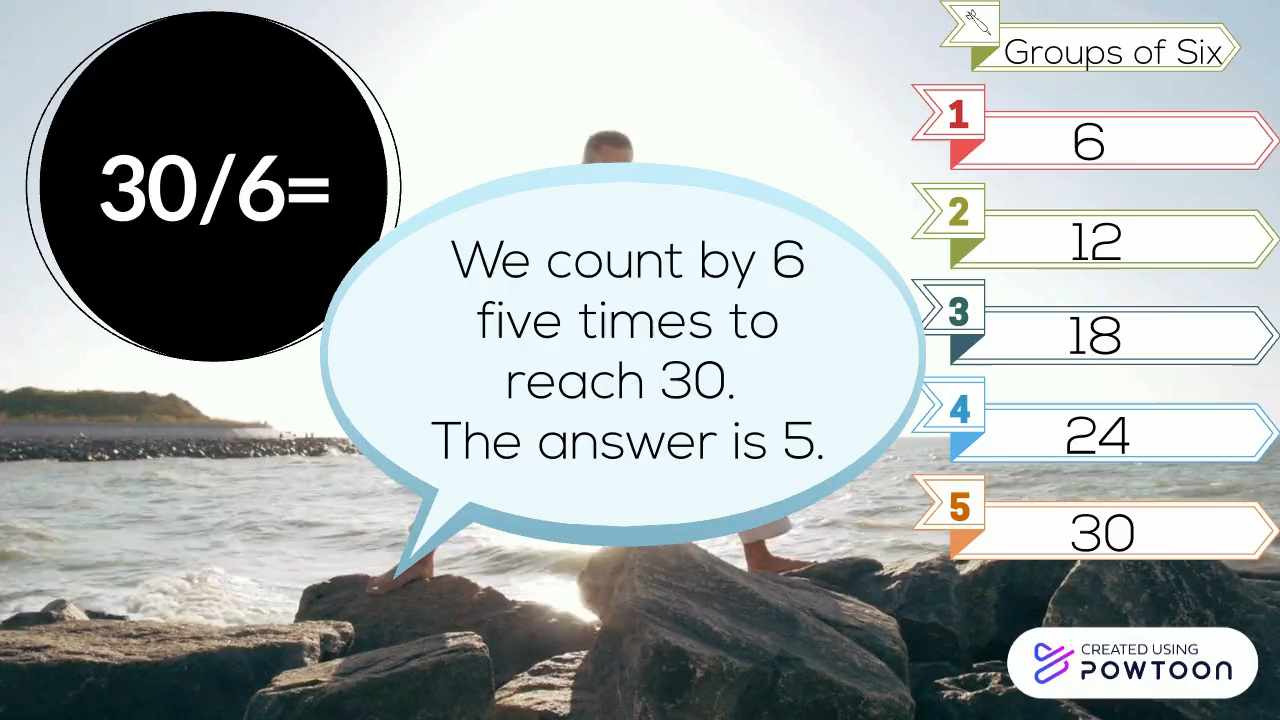 30/6=
We count by 6
five times to
reach 30.
The answer is 5.
Groups of Six
1
6
2
12
3
18
4
24
5
30
CREATED USING
POWTOON